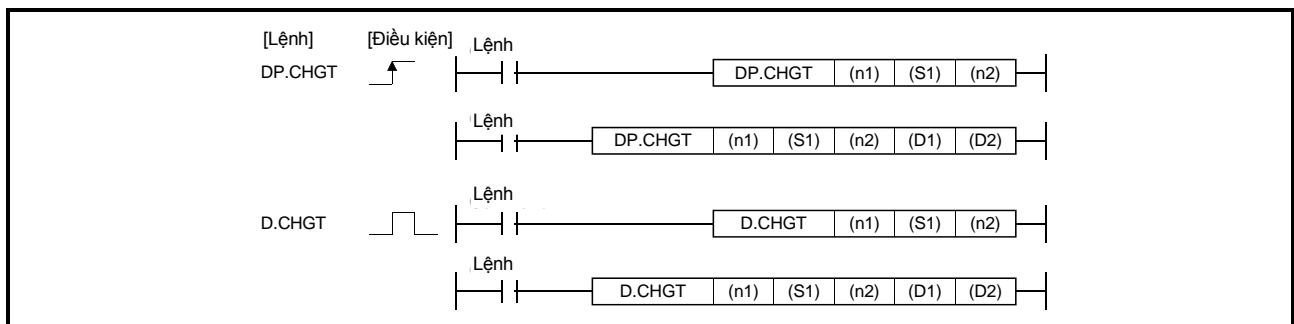 [Lệnh] [Điều kiện] Lệnh
DP.CHGT DP.CHGT (n1) (S1) (n2)
Lệnh
DP.CHGT (n1) (S1) (n2) (D1) (D2)
Lệnh
D.CHGT D.CHGT (n1) (S1) (n2)
Lệnh
D.CHGT (n1) (S1) (n2) (D1) (D2)